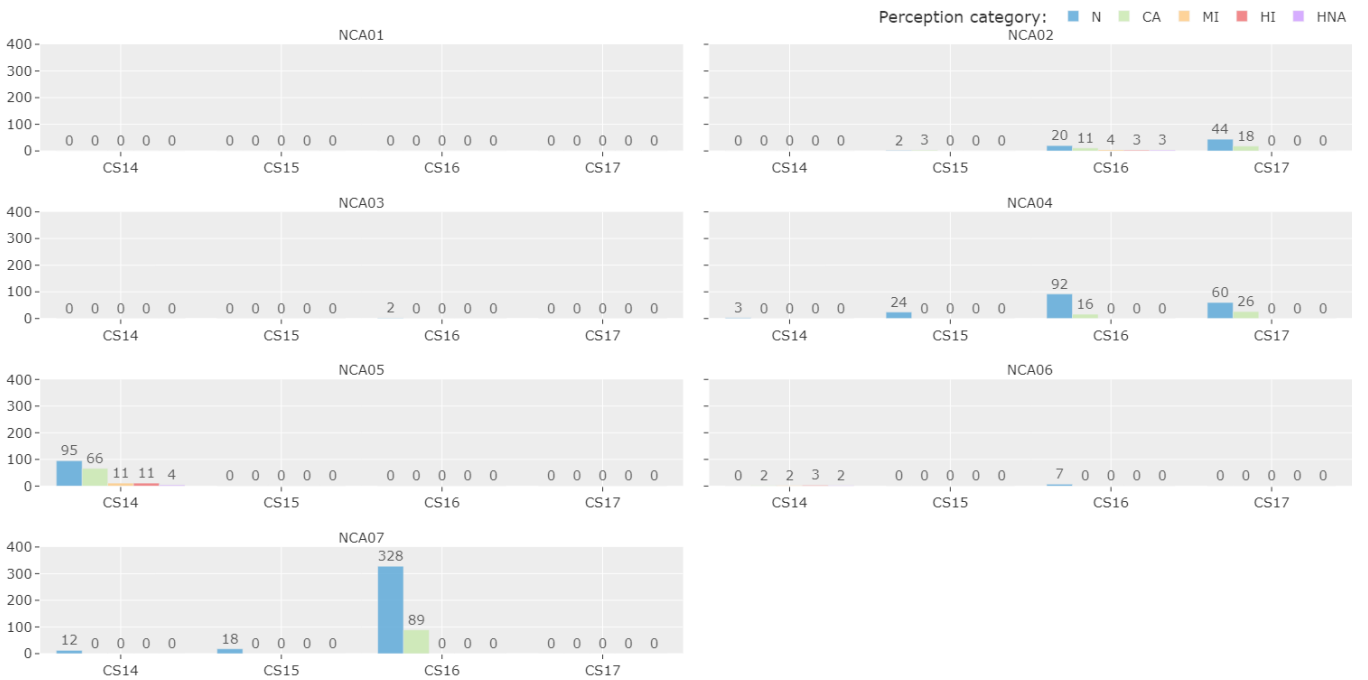 Perception category: N CA MI HI HNA
NCA01 NCA02
400
300
200
100
0
0 0 0 0 0 0 0 0 0 0 0 0 0 0 0 0 0 0 0 0
CS14 CS15 CS16 CS17
0 0 0 0 0 2 3 0 0 0 20 11 4 3 3 44 18 0 0 0
CS14 CS15 CS16 CS17
NCA03 NCA04
400
300
200
100
0
0 0 0 0 0 0 0 0 0 0 2 0 0 0 0 0 0 0 0 0
CS14 CS15 CS16 CS17
3 0 0 0 0 24 0 0 0 0 92 16 0 0 0 60 26 0 0 0
CS14 CS15 CS16 CS17
NCA05 NCA06
400
300
200
100
0
95 66 11 11 4 0 0 0 0 0 0 0 0 0 0 0 0 0 0 0
CS14 CS15 CS16 CS17
0 2 2 3 2 0 0 0 0 0 7 0 0 0 0 0 0 0 0 0
CS14 CS15 CS16 CS17
NCA07
400
300
200
100
0
12 0 0 0 0 18 0 0 0 0 328 89 0 0 0 0 0 0 0 0
CS14 CS15 CS16 CS17